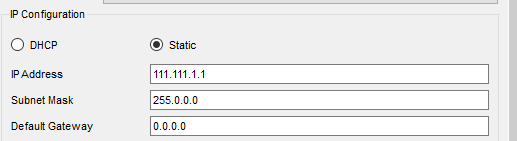 IP Configuration
DHCP Static
IP Address 111.111.1.1
Subnet Mask 255.0.0.0
Default Gateway 0.0.0.0